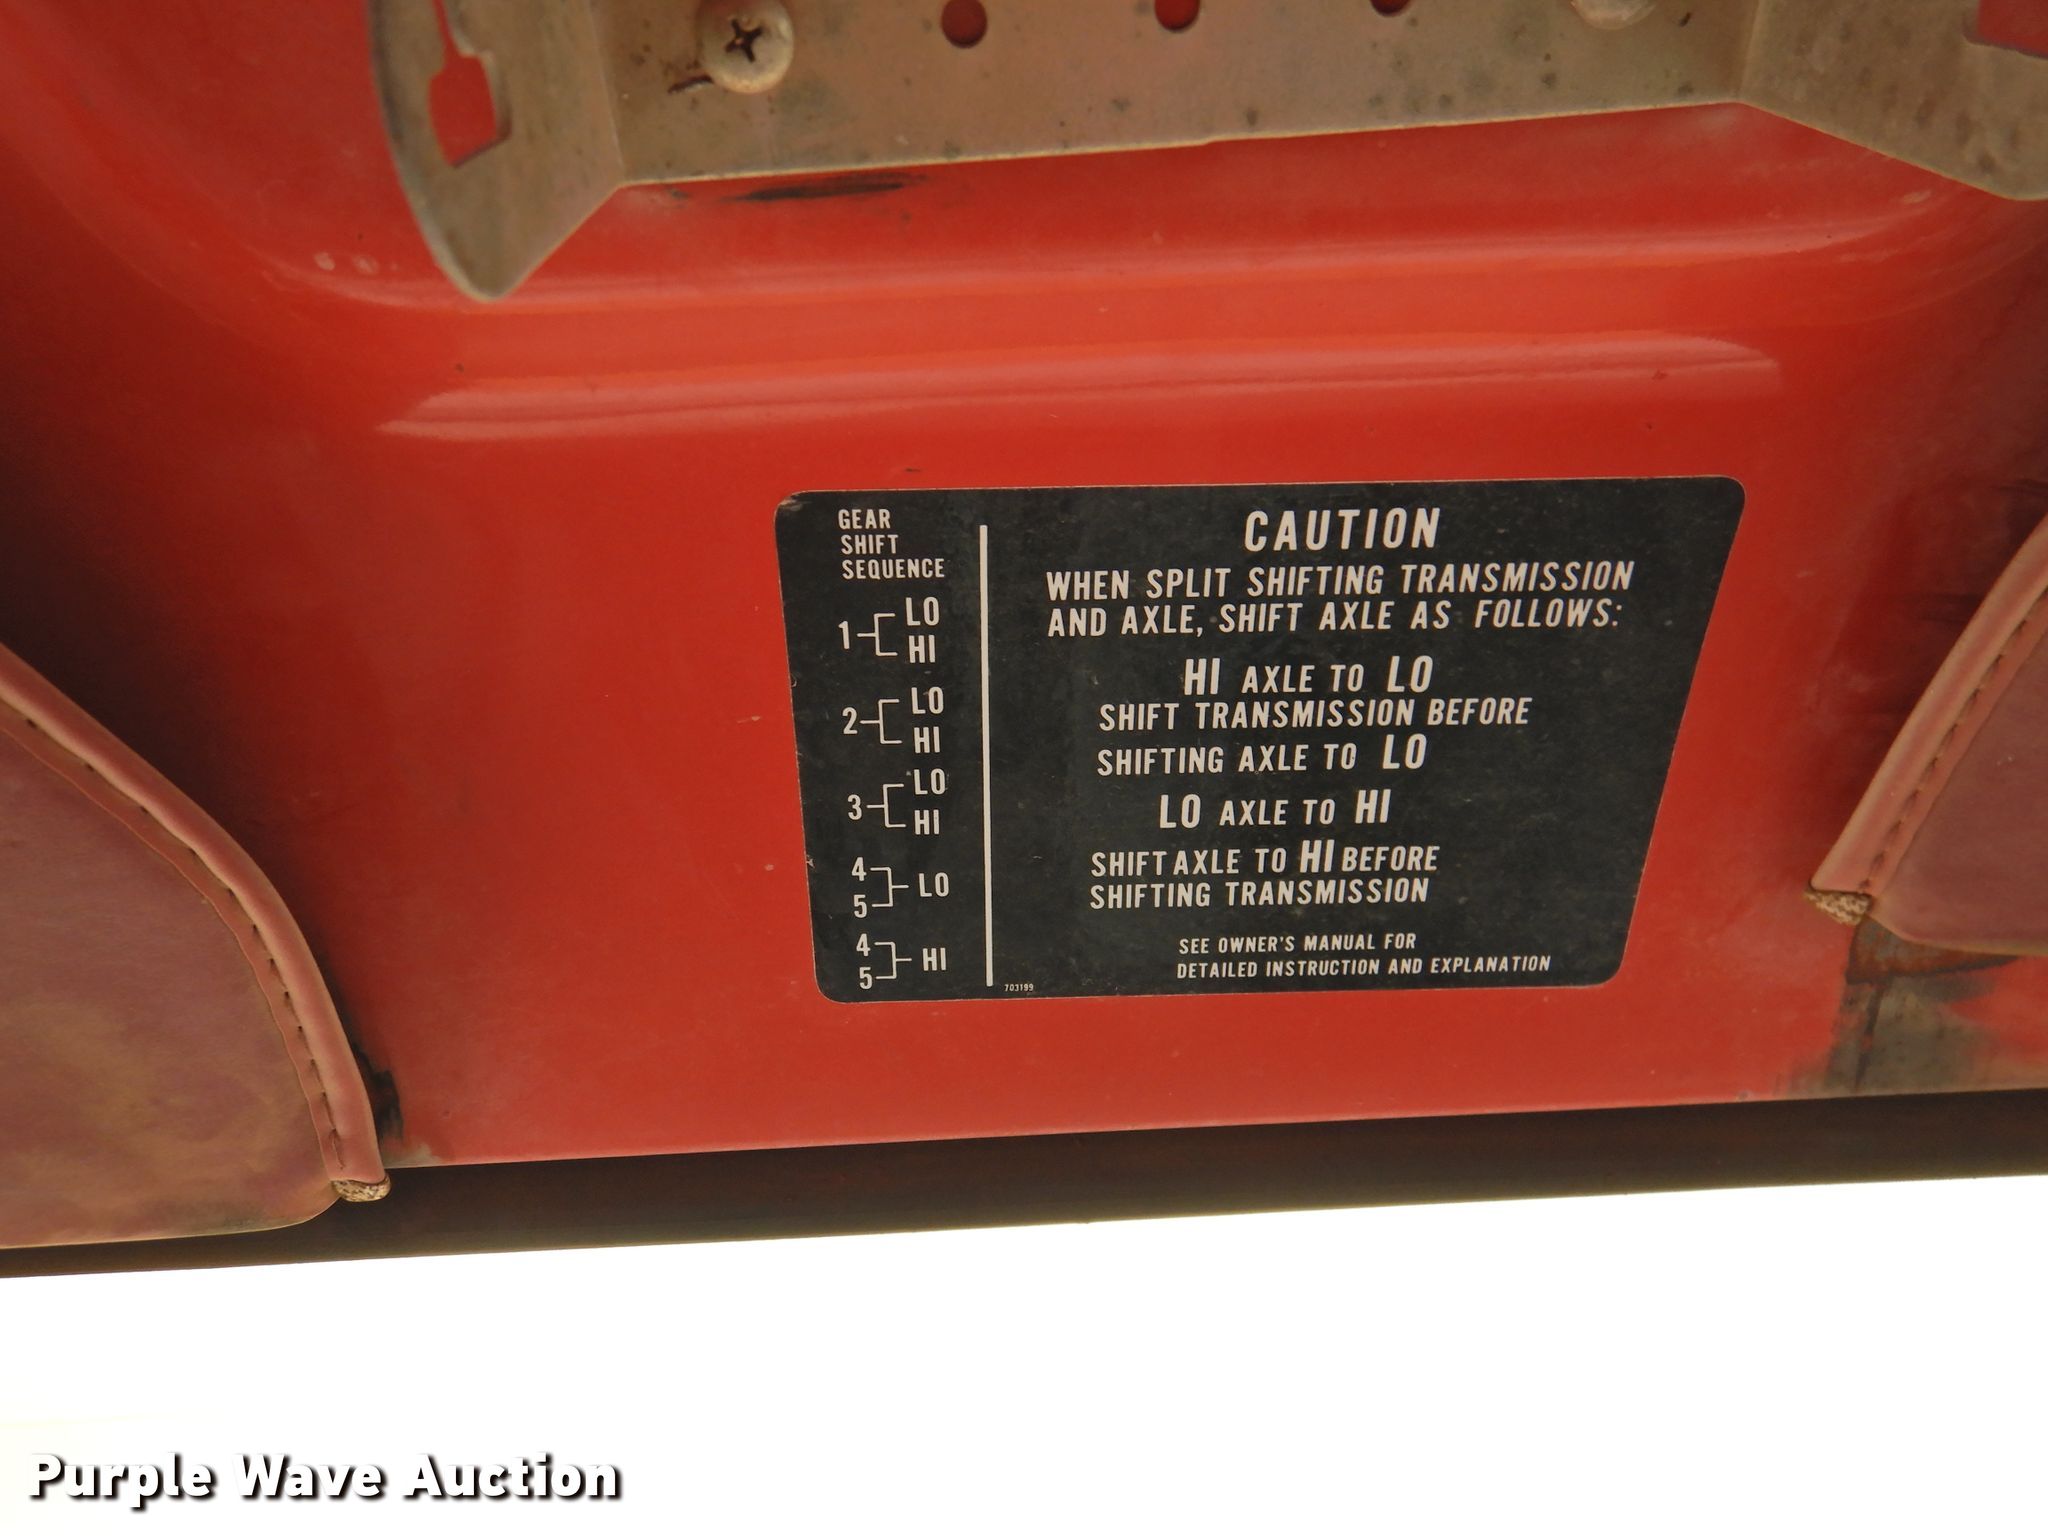 GEAR
SHIFT
SEQUENCE
1 LO
HI
2 LO
HI
3 LO
HI
4
5 LO
4
5 HI
CAUTION
WHEN SPLIT SHIFTING TRANSMISSION
AND AXLE, SHIFT AXLE AS FOLLOWS:
HI AXLE TO LO
SHIFT TRANSMISSION BEFORE
SHIFTING AXLE TO LO
LO AXLE TO HI
SHIFT AXLE TO HI BEFORE
SHIFTING TRANSMISSION
SEE OWNER'S MANUAL FOR
DETAILED INSTRUCTION AND EXPLANATION
703199
Purple Wave Auction